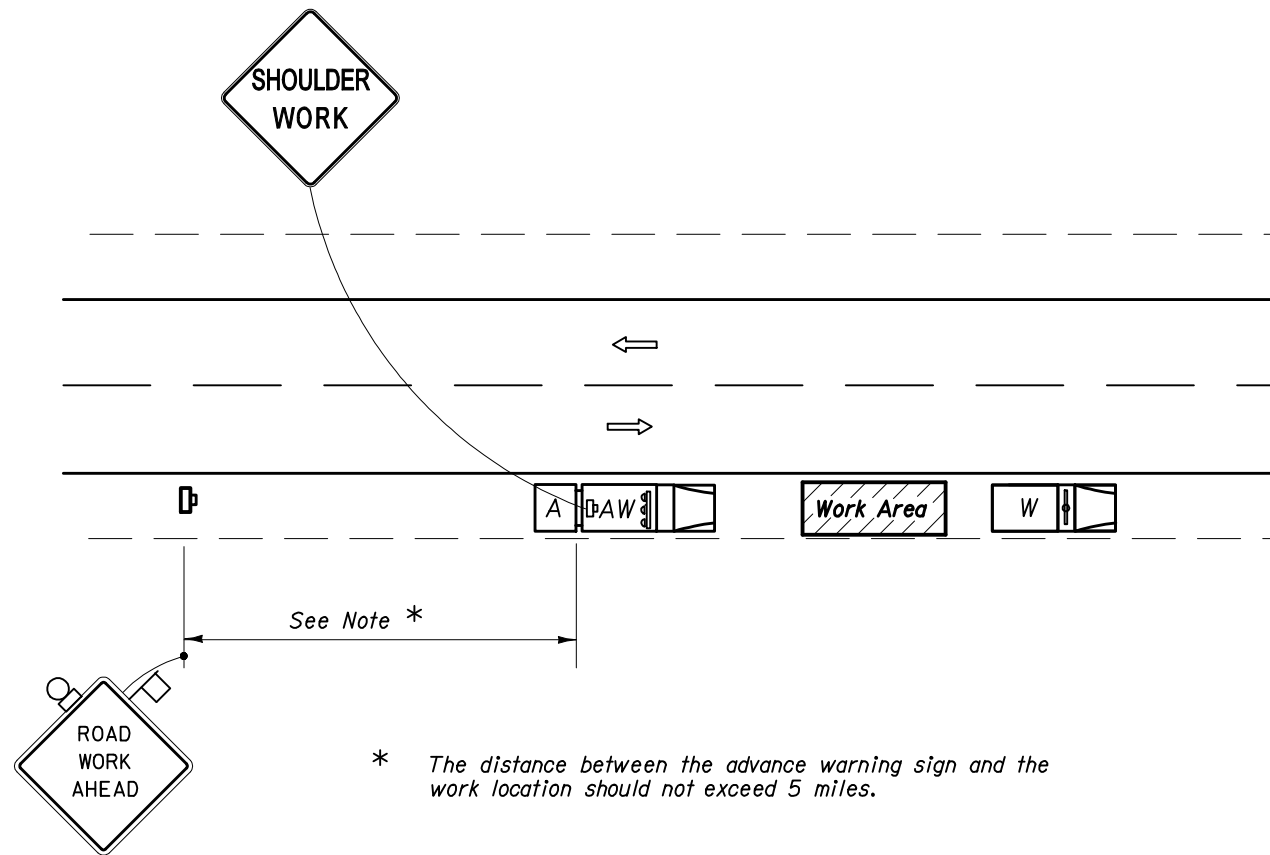 SHOULDER
WORK
A
AW
Work Area
W
See Note *
ROAD
WORK
AHEAD
* The distance between the advance warning sign and the
work location should not exceed 5 miles.